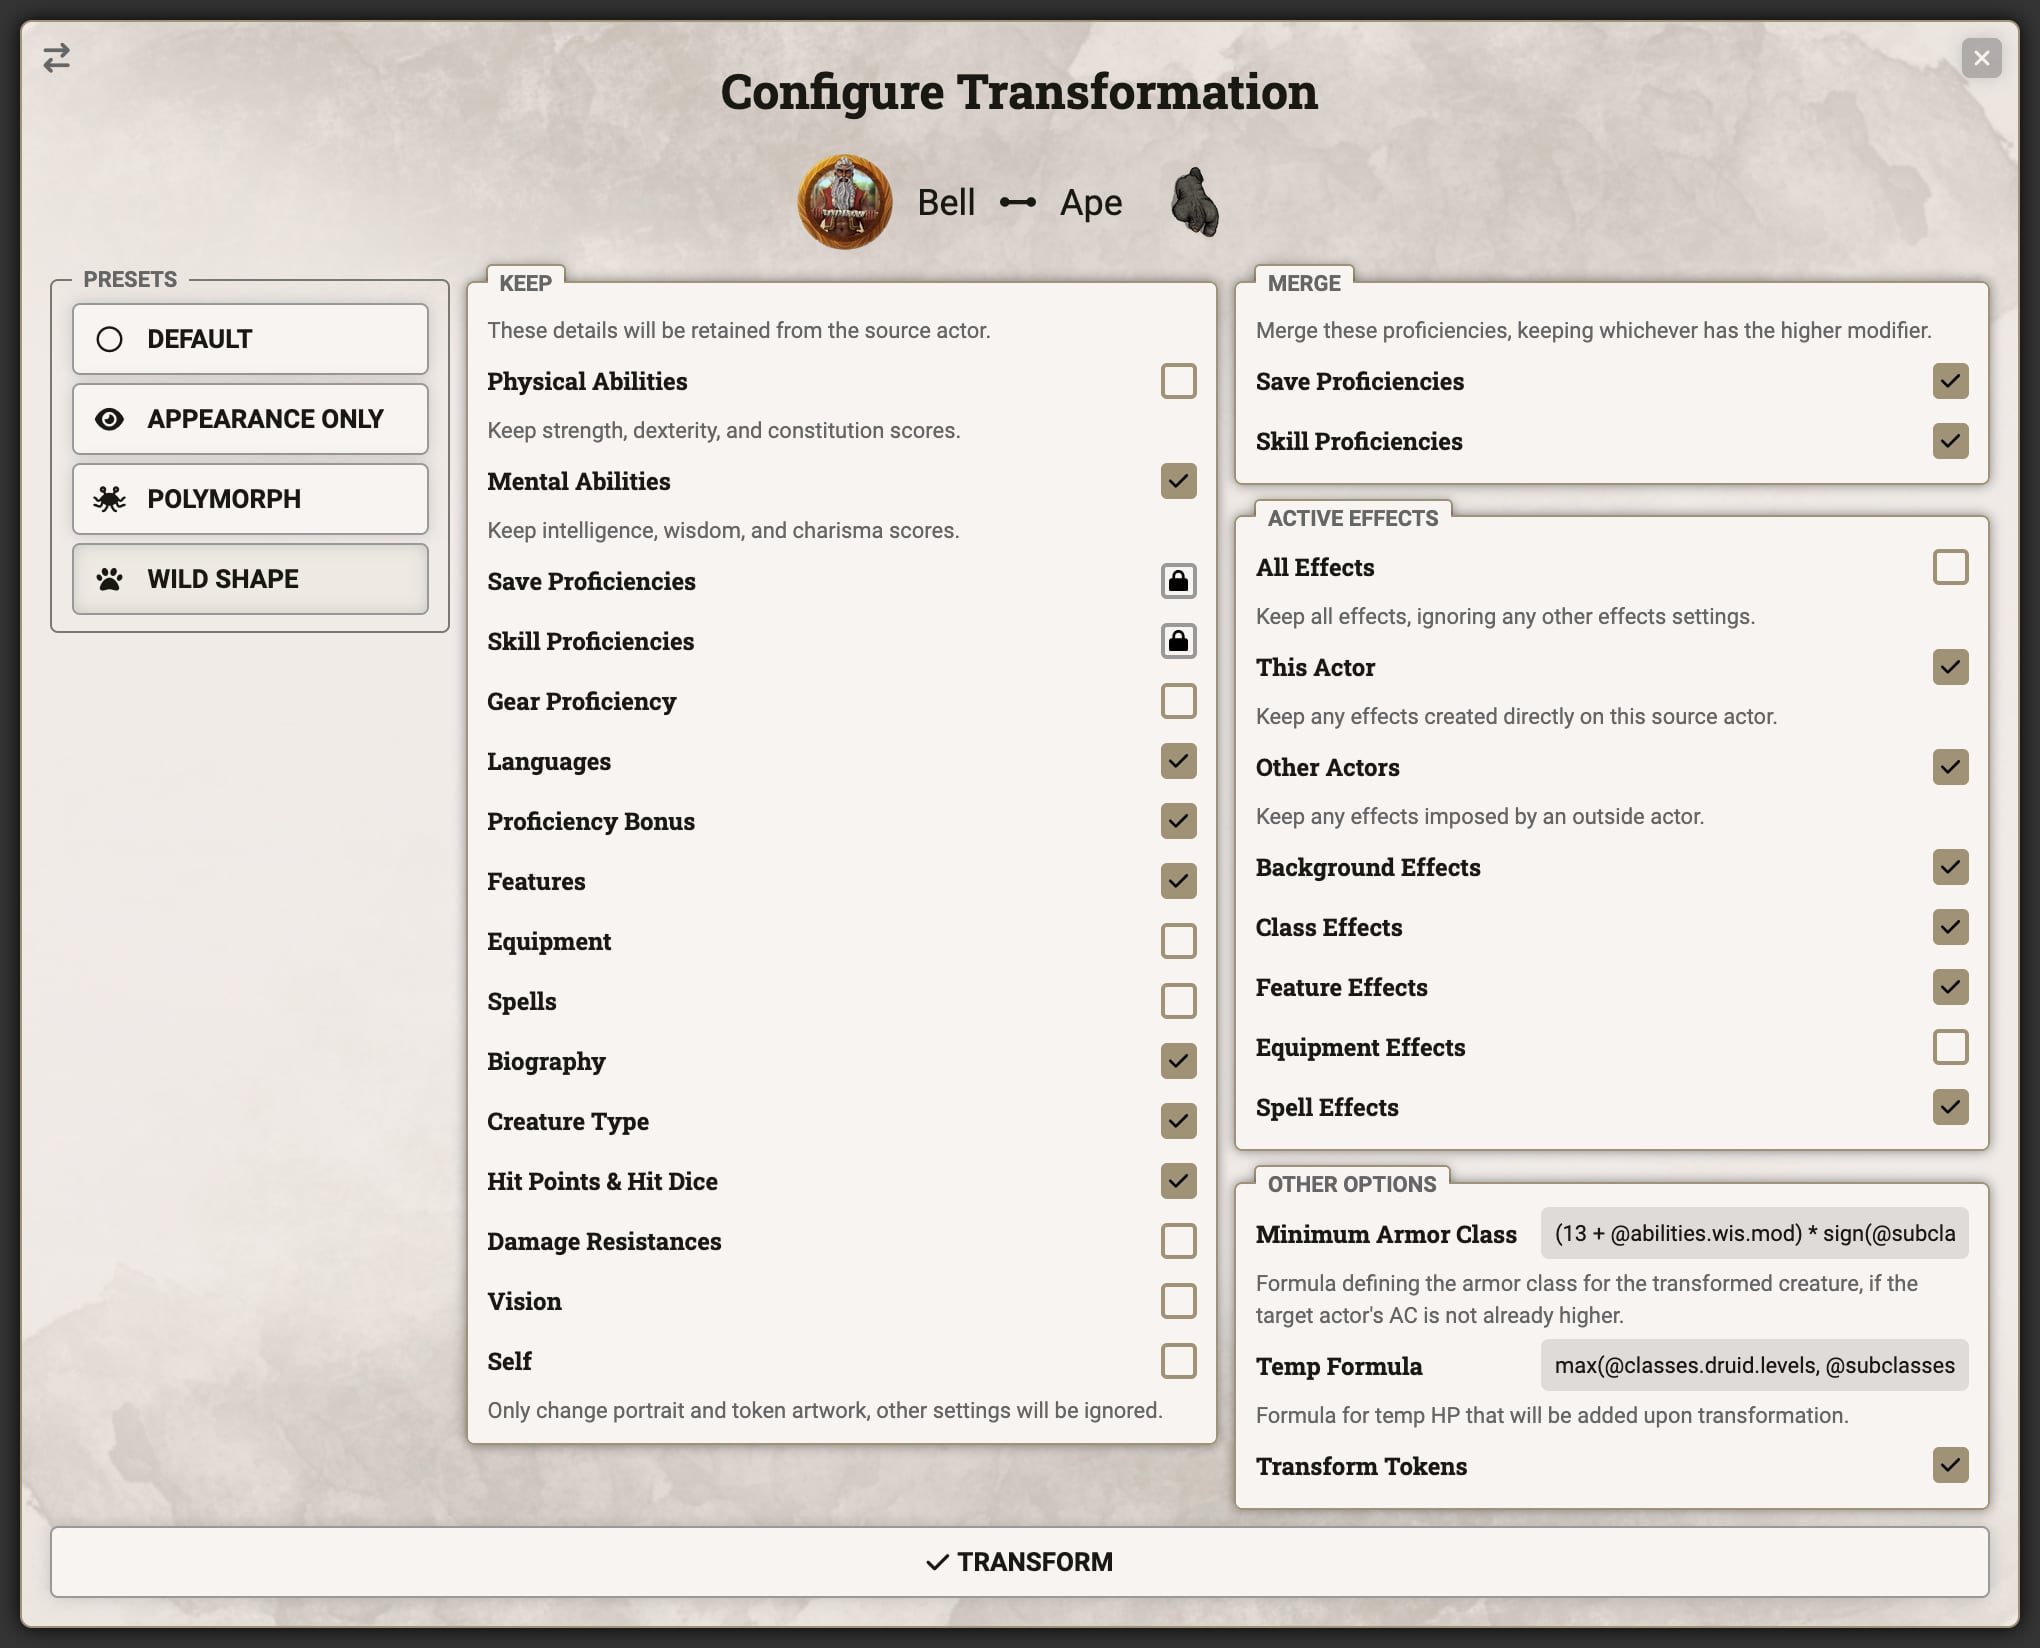 Configure Transformation
Bell
Ape
PRESETS
DEFAULT
APPEARANCE ONLY
POLYMORPH
WILD SHAPE
KEEP
These details will be retained from the source actor.
Physical Abilities
Keep strength, dexterity, and constitution scores.
Mental Abilities
Keep intelligence, wisdom, and charisma scores.
Save Proficiencies
Skill Proficiencies
Gear Proficiency
Languages
Proficiency Bonus
Features
Equipment
Spells
Biography
Creature Type
Hit Points & Hit Dice
Damage Resistances
Vision
Self
Only change portrait and token artwork, other settings will be ignored.
MERGE
Merge these proficiencies, keeping whichever has the higher modifier.
Save Proficiencies
Skill Proficiencies
ACTIVE EFFECTS
All Effects
Keep all effects, ignoring any other effects settings.
This Actor
Keep any effects created directly on this source actor.
Other Actors
Keep any effects imposed by an outside actor.
Background Effects
Class Effects
Feature Effects
Equipment Effects
Spell Effects
OTHER OPTIONS
Minimum Armor Class (13 + @abilities.wis.mod) * sign(@subcla
Formula defining the armor class for the transformed creature, if the
target actor's AC is not already higher.
Temp Formula max(@classes.druid.levels, @subclasses
Formula for temp HP that will be added upon transformation.
Transform Tokens
TRANSFORM